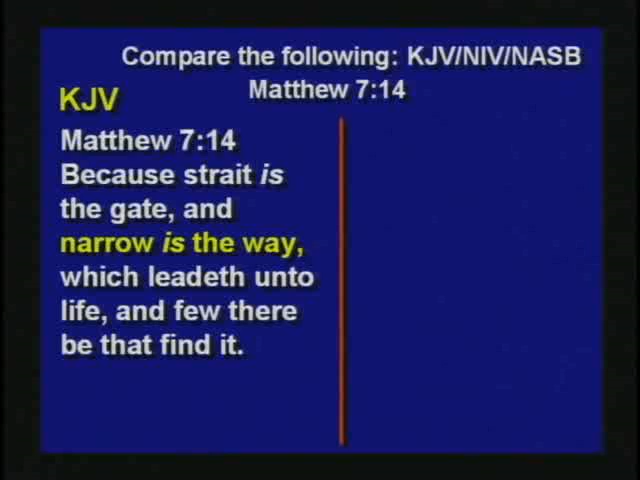 Compare the following: KJV/NIV/NASB
Matthew 7:14
KJV
Matthew 7:14
Because strait is
the gate, and
narrow is the way,
which leadeth unto
life, and few there
be that find it.